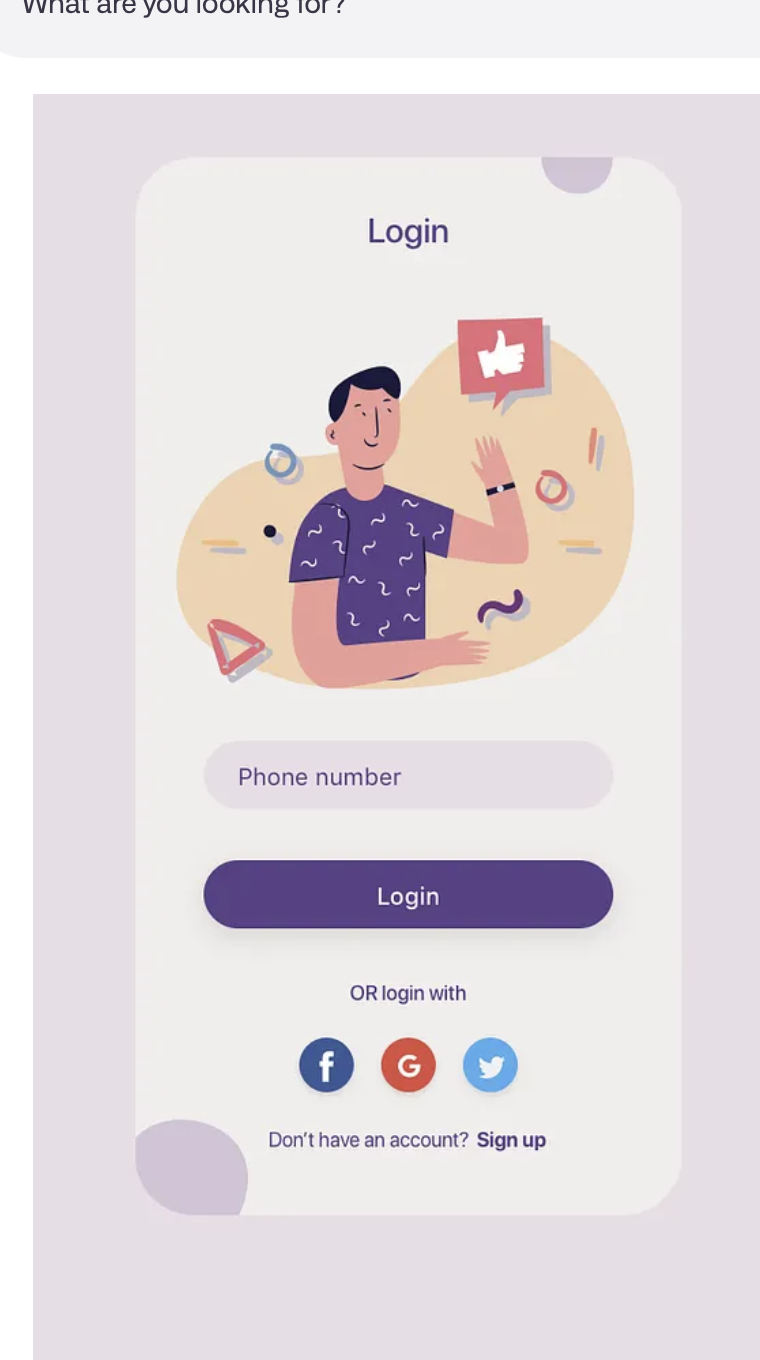 What are you looking for?
Login
Phone number
Login
OR login with
f G
Don't have an account? Sign up